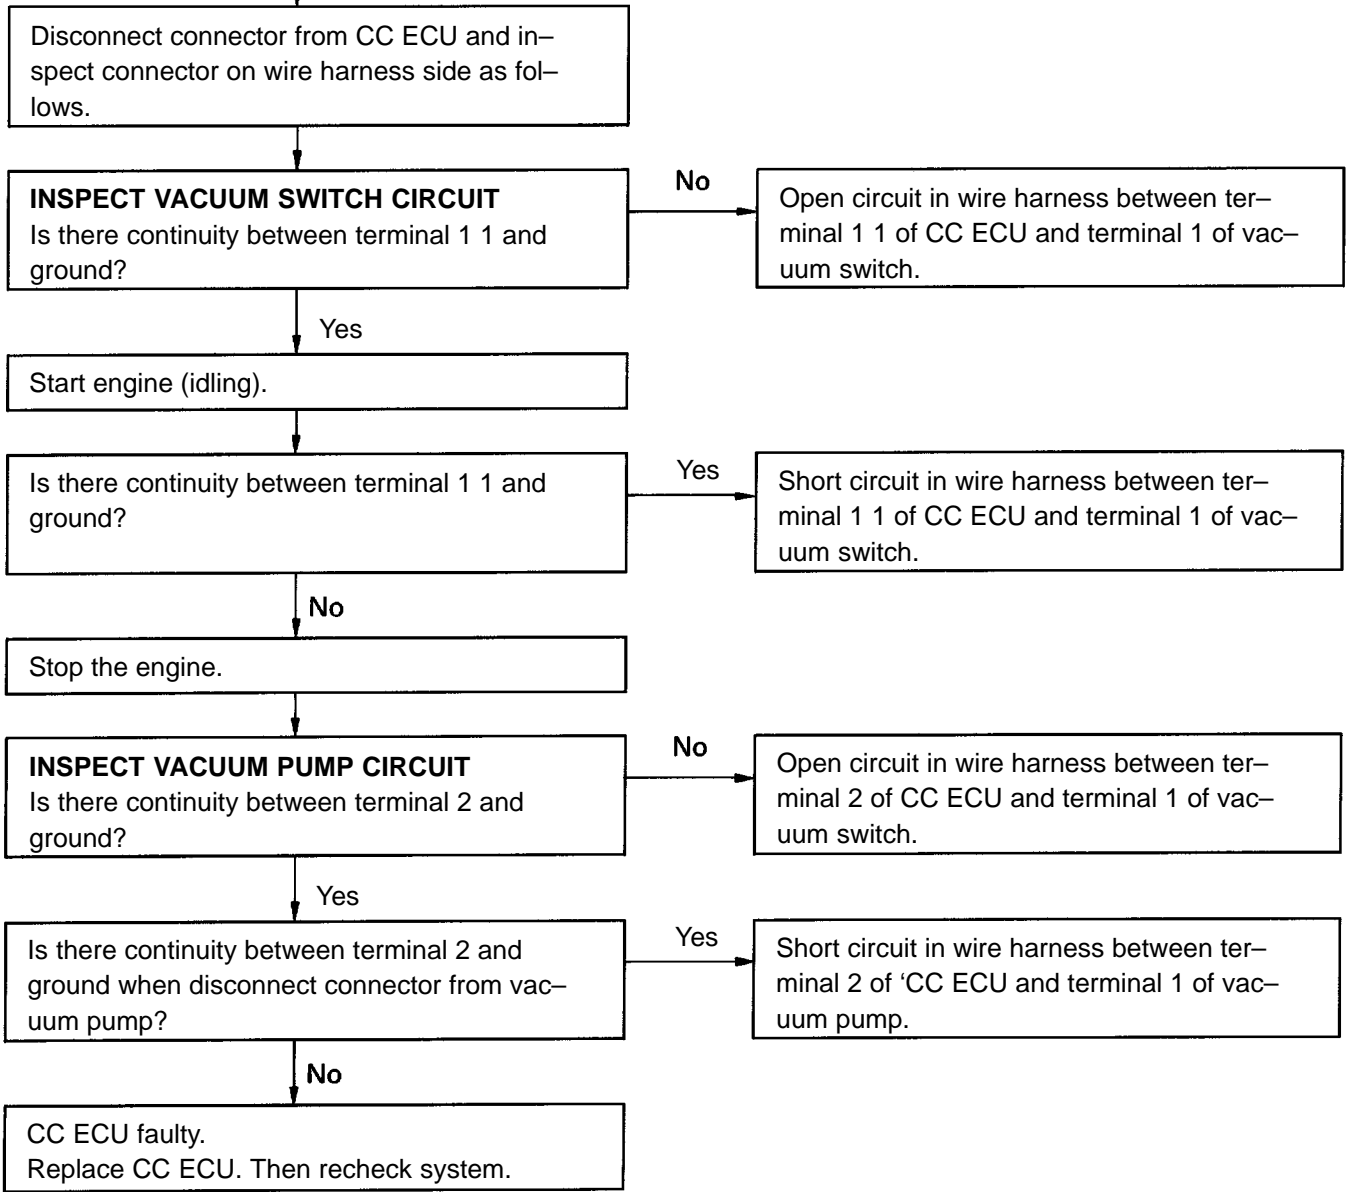 Disconnect connector from CC ECU and in–
spect connector on wire harness side as fol–
lows.
INSPECT VACUUM SWITCH CIRCUIT
Is there continuity between terminal 1 1 and
ground?
No
Open circuit in wire harness between ter–
minal 1 1 of CC ECU and terminal 1 of vac–
uum switch.
Yes
Start engine (idling).
Is there continuity between terminal 1 1 and
ground?
Yes
Short circuit in wire harness between ter–
minal 1 1 of CC ECU and terminal 1 of vac–
uum switch.
No
Stop the engine.
INSPECT VACUUM PUMP CIRCUIT
Is there continuity between terminal 2 and
ground?
No
Open circuit in wire harness between ter–
minal 2 of CC ECU and terminal 1 of vac–
uum switch.
Yes
Is there continuity between terminal 2 and
ground when disconnect connector from vac–
uum pump?
Yes
Short circuit in wire harness between ter–
minal 2 of ‘CC ECU and terminal 1 of vac–
uum pump.
No
CC ECU faulty.
Replace CC ECU. Then recheck system.